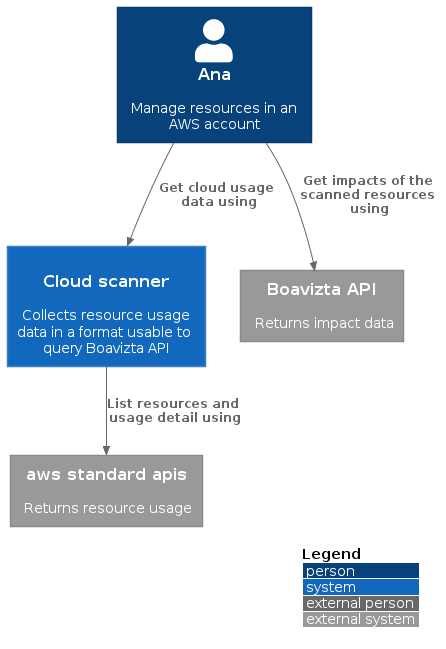 Ana
Manage resources in an
AWS account
Get cloud usage
data using
Get impacts of the
scanned resources
using
Cloud scanner
Collects resource usage
data in a format usable to
query Boavizta API
Boavizta API
Returns impact data
List resources and
usage detail using
aws standard apis
Returns resource usage
Legend
person
system
external person
external system